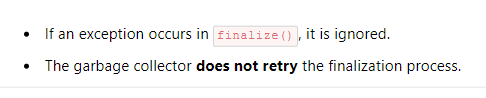 • If an exception occurs in finalize(), it is ignored.
• The garbage collector does not retry the finalization process.